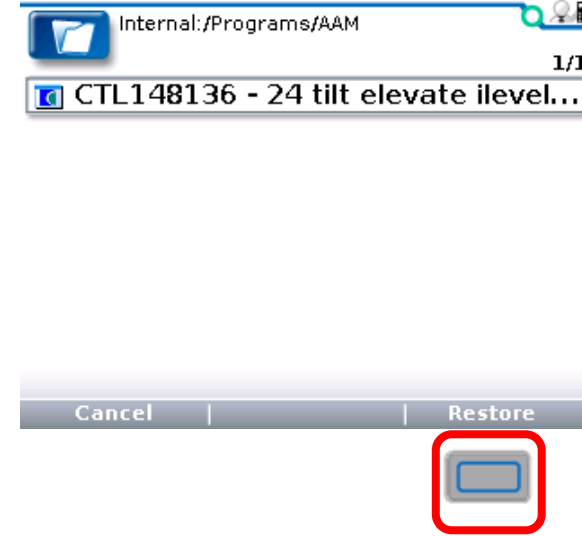 Internal:/Programs/AAM
1/1
CTL148136 - 24 tilt elevate ilevel...
Cancel | | Restore